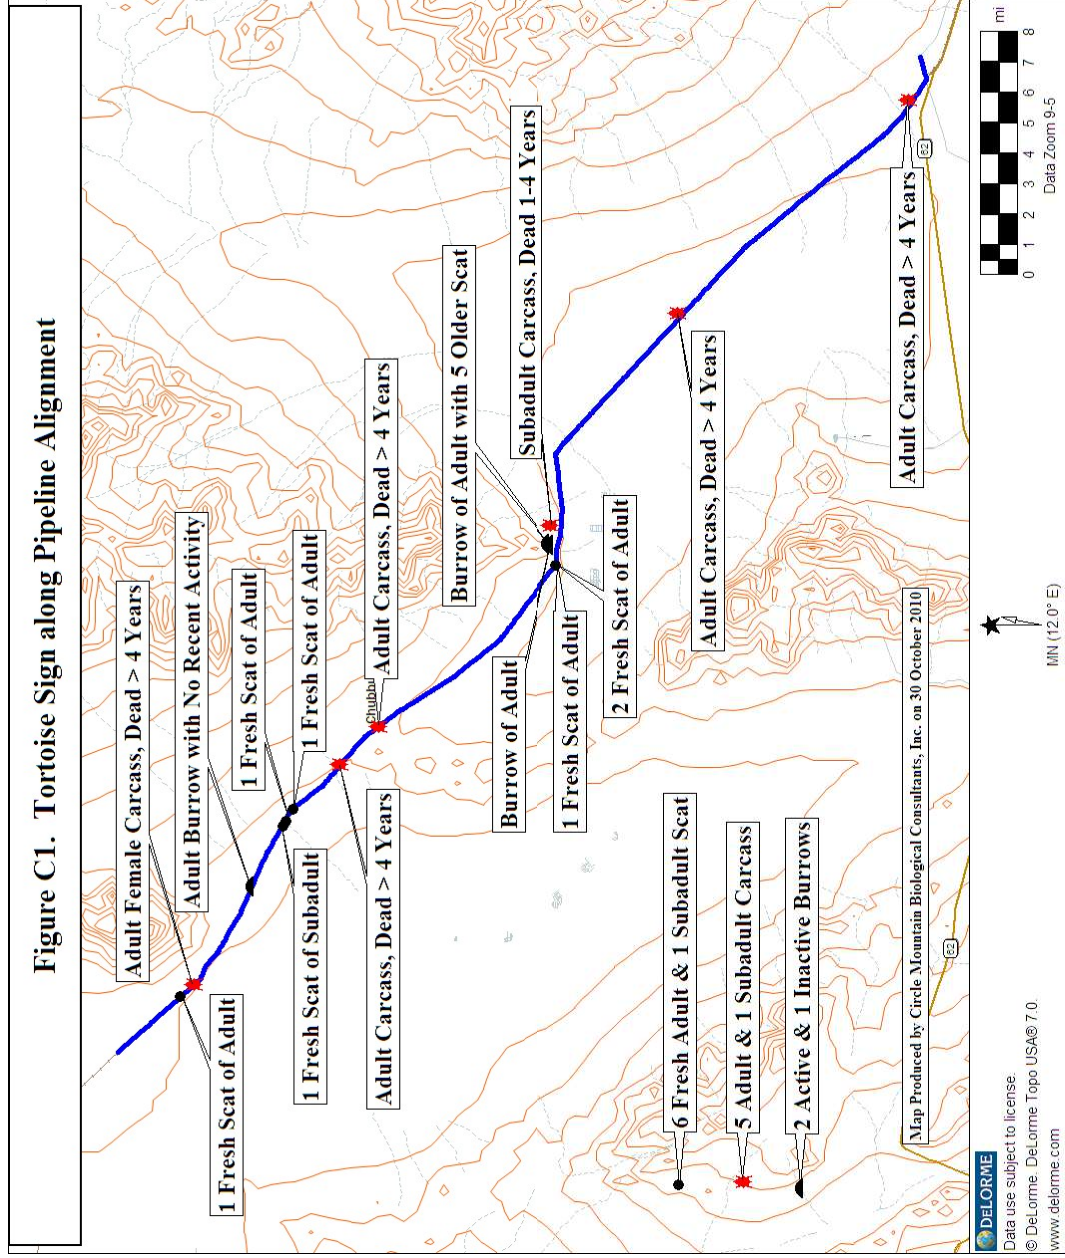 Figure C1. Tortoise Sign along Pipeline Alignment
Adult Female Carcass, Dead > 4 Years
Adult Burrow with No Recent Activity
1 Fresh Scat of Adult
1 Fresh Scat of Adult
1 Fresh Scat of Adult
1 Fresh Scat of Subadult
Adult Carcass, Dead > 4 Years
Adult Carcass, Dead > 4 Years
Burrow of Adult with 5 Older Scat
Subadult Carcass, Dead 1-4 Years
Burrow of Adult
1 Fresh Scat of Adult
2 Fresh Scat of Adult
Adult Carcass, Dead > 4 Years
Adult Carcass, Dead > 4 Years
62
6 Fresh Adult & 1 Subadult Scat
5 Adult & 1 Subadult Carcass
2 Active & 1 Inactive Burrows
Map Produced by Circle Mountain Biological Consultants, Inc. on 30 October 2010
62
DELORME
Data use subject to license.
© DeLorme. DeLorme Topo USA® 7.0.
www.delorme.com
MN (12.0° E)
mi
0 1 2 3 4 5 6 7 8
Data Zoom 9-5